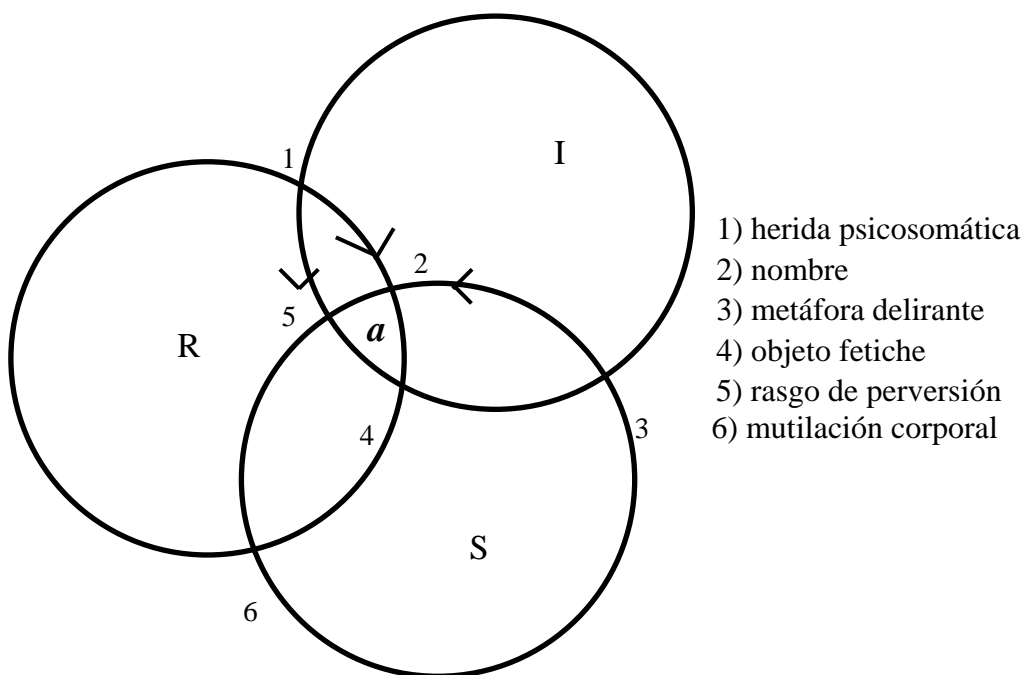 I
1
2
5
a
R
4
3
S
6
1) herida psicosomática
2) nombre
3) metáfora delirante
4) objeto fetiche
5) rasgo de perversión
6) mutilación corporal